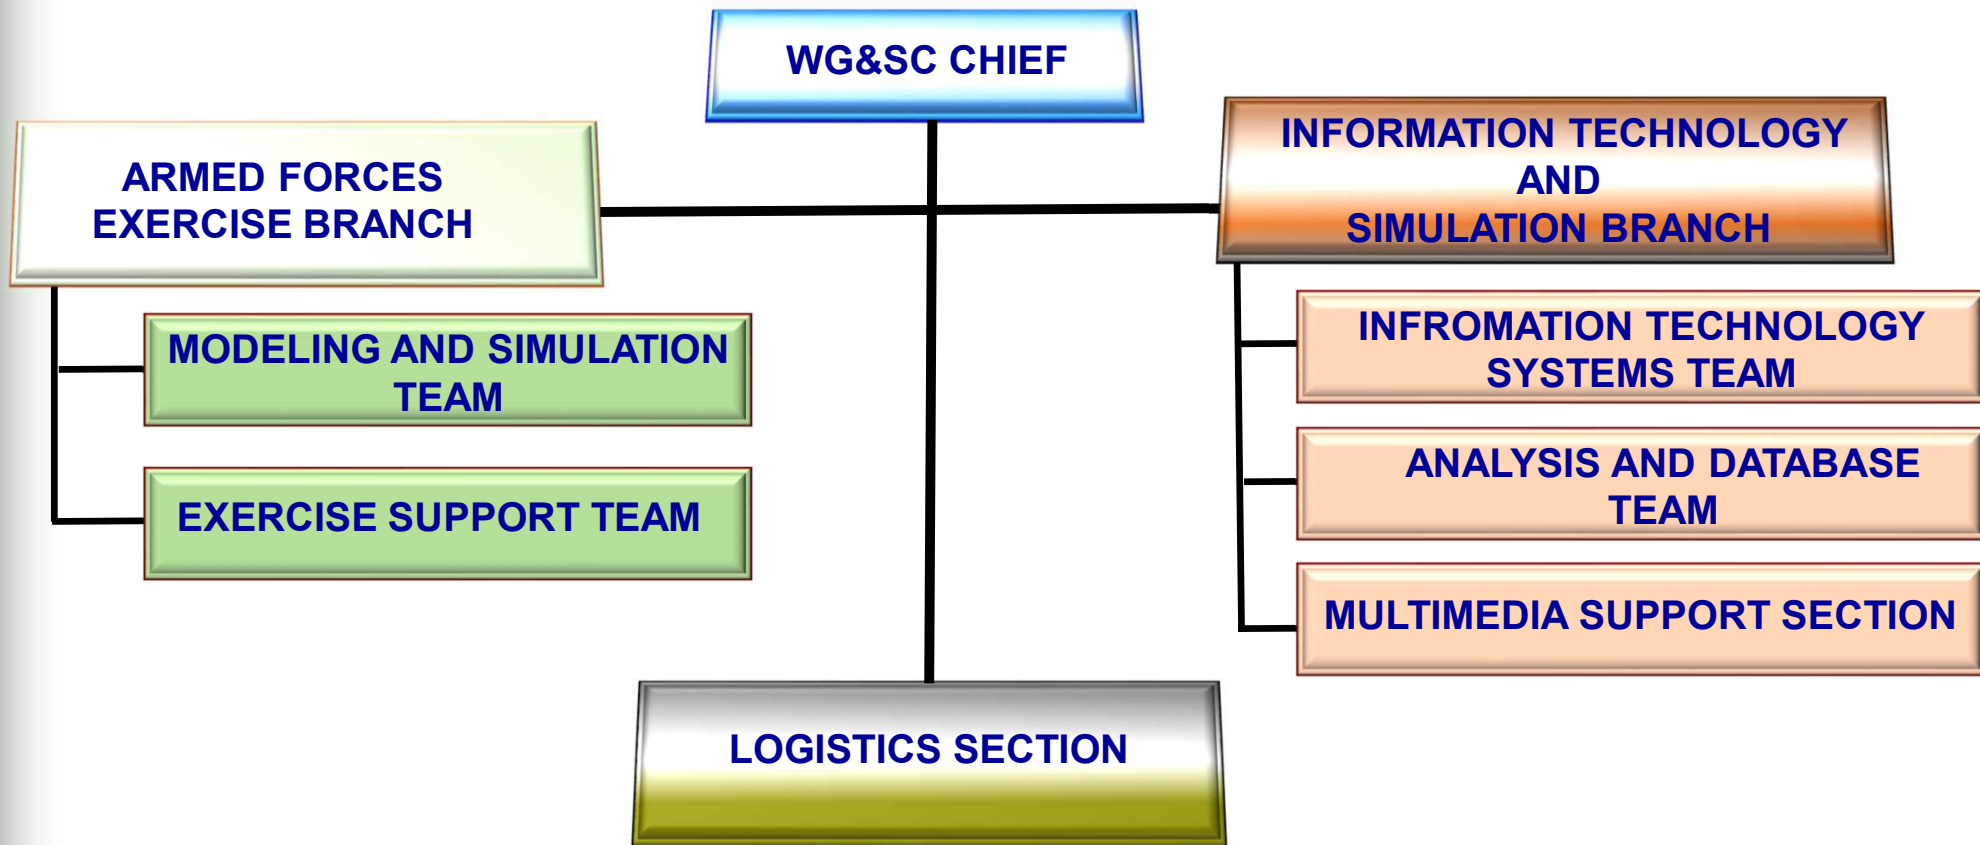 WG&SC CHIEF
ARMED FORCES
EXERCISE BRANCH
MODELING AND SIMULATION
TEAM
EXERCISE SUPPORT TEAM
INFORMATION TECHNOLOGY
AND
SIMULATION BRANCH
INFROMATION TECHNOLOGY
SYSTEMS TEAM
ANALYSIS AND DATABASE
TEAM
MULTIMEDIA SUPPORT SECTION
LOGISTICS SECTION